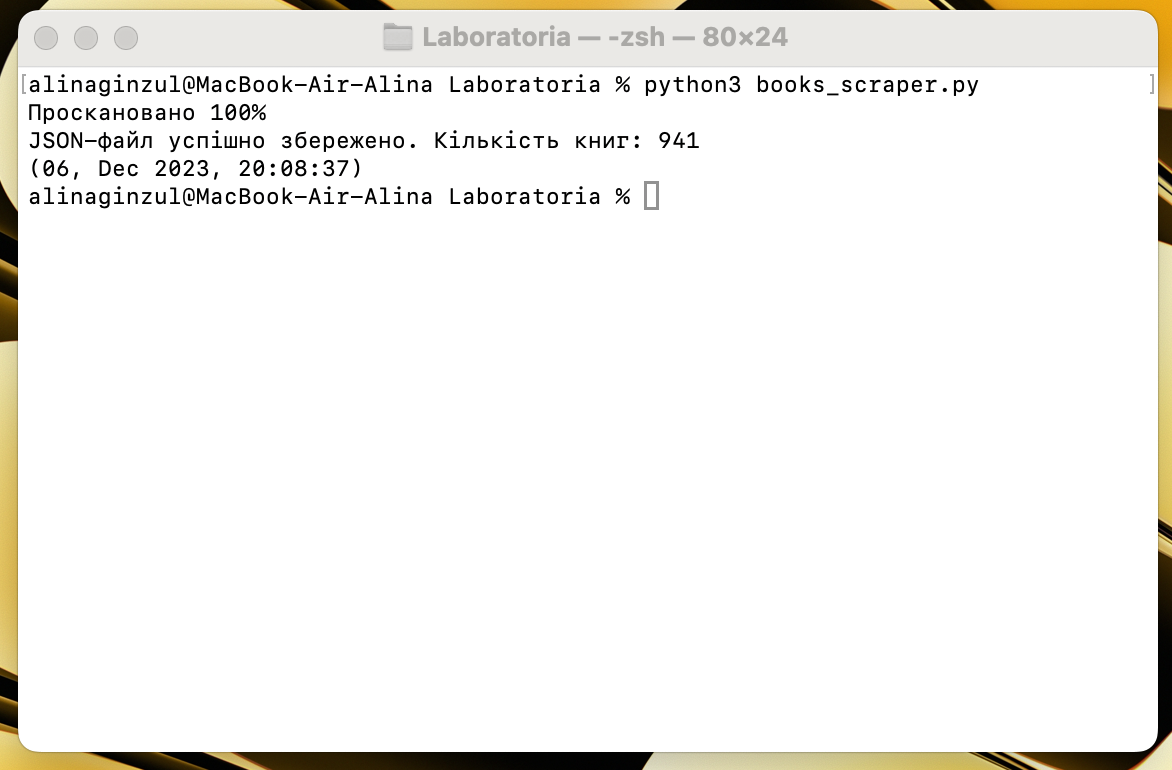 Laboratoria — -zsh — 80×24
[alinaginzul@MacBook-Air-Alina Laboratoria % python3 books_scraper.py ]
Проскановано 100%
JSON-файл успішно збережено. Кількість книг: 941
(06, Dec 2023, 20:08:37)
alinaginzul@MacBook-Air-Alina Laboratoria %